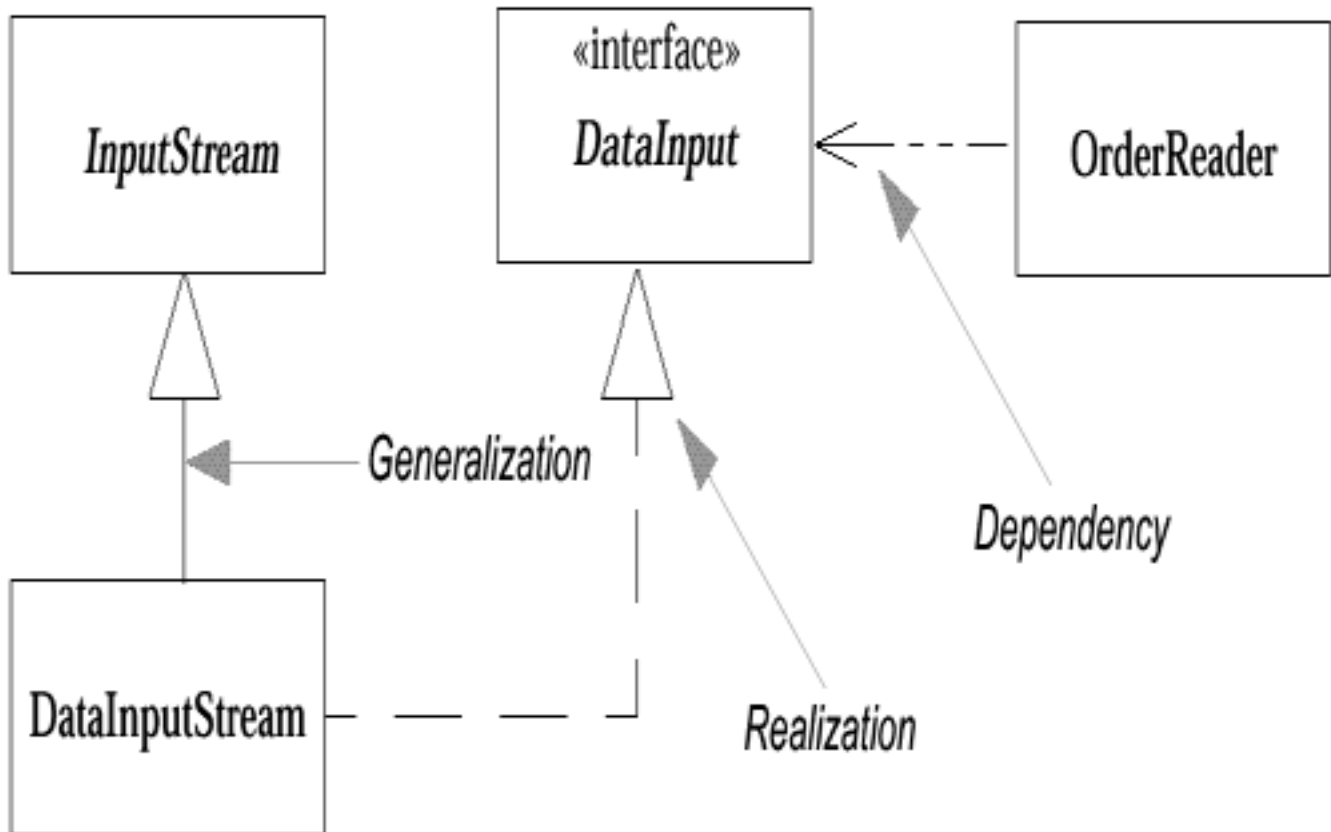 «interface»
InputStream
DataInput
OrderReader
Generalization
Dependency
DataInputStream
Realization